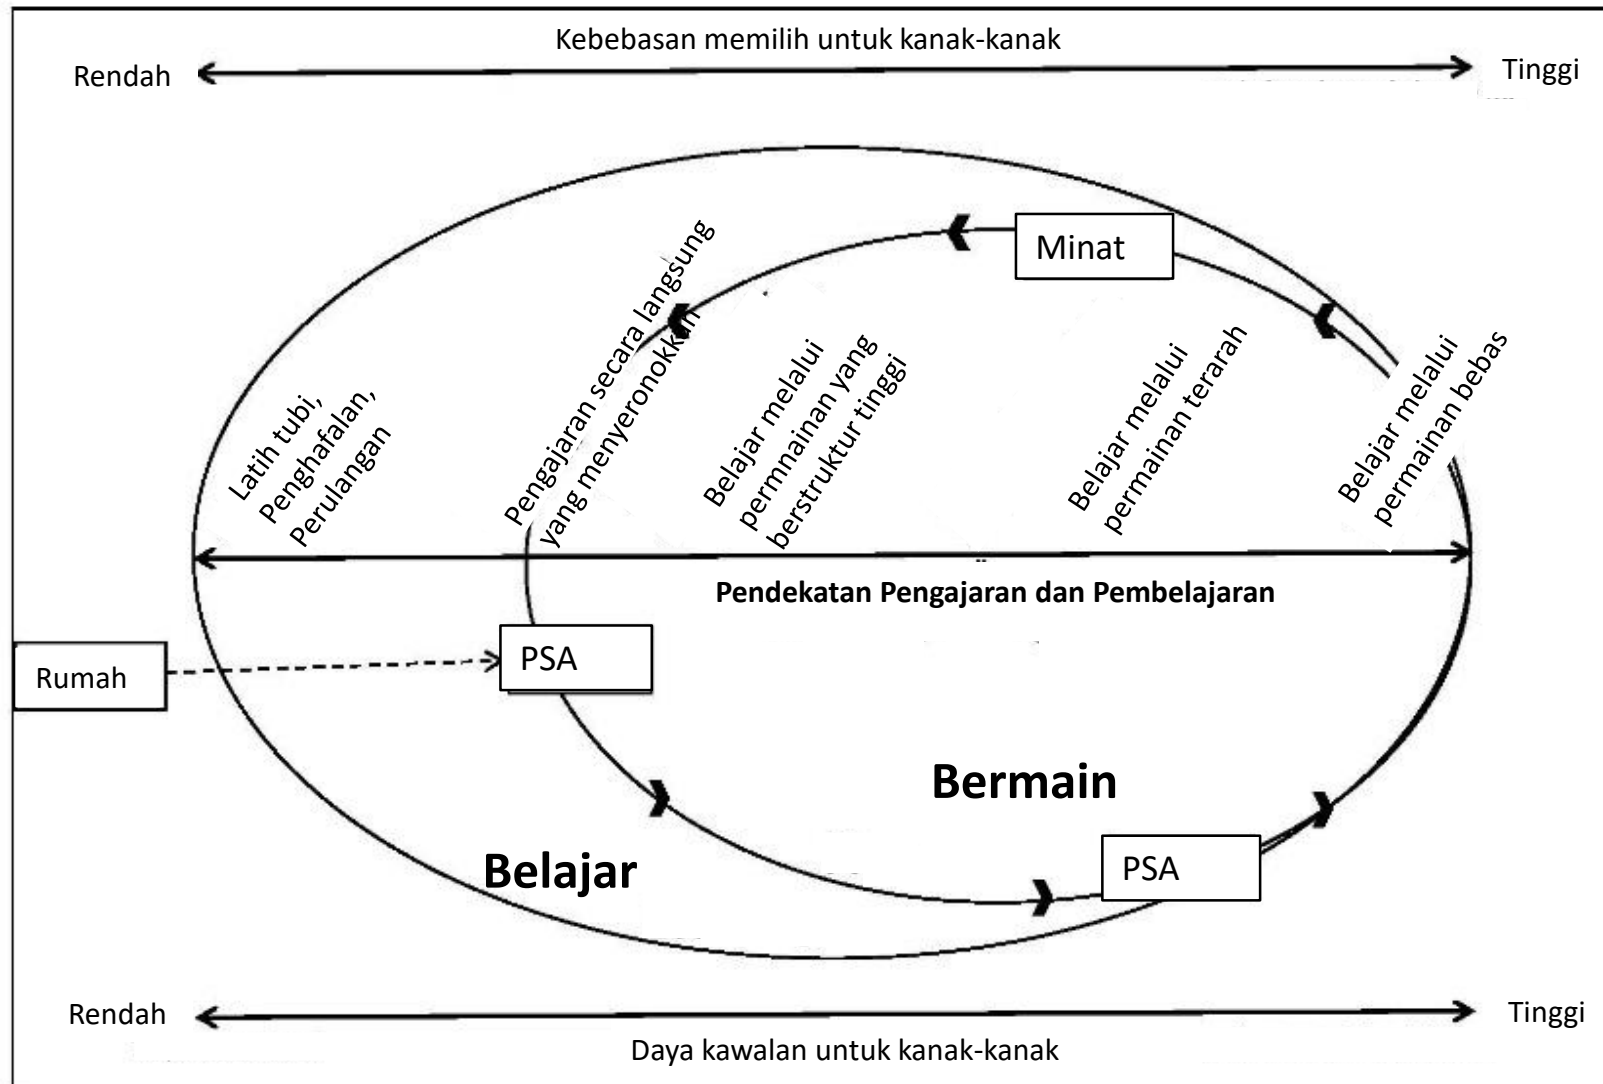 Kebebasan memilih untuk kanak-kanak
Rendah
Tinggi
Minat
Latih tubi,
Penghafalan,
Perulangan
Pengajaran secara langsung
yang menyeronokkan
Belajar melalui
permnainan yang
berstruktur tinggi
Belajar melalui
permainan terarah
Belajar melalui
permainan bebas
Pendekatan Pengajaran dan Pembelajaran
Rumah
PSA
Bermain
Belajar
PSA
Rendah
Tinggi
Daya kawalan untuk kanak-kanak